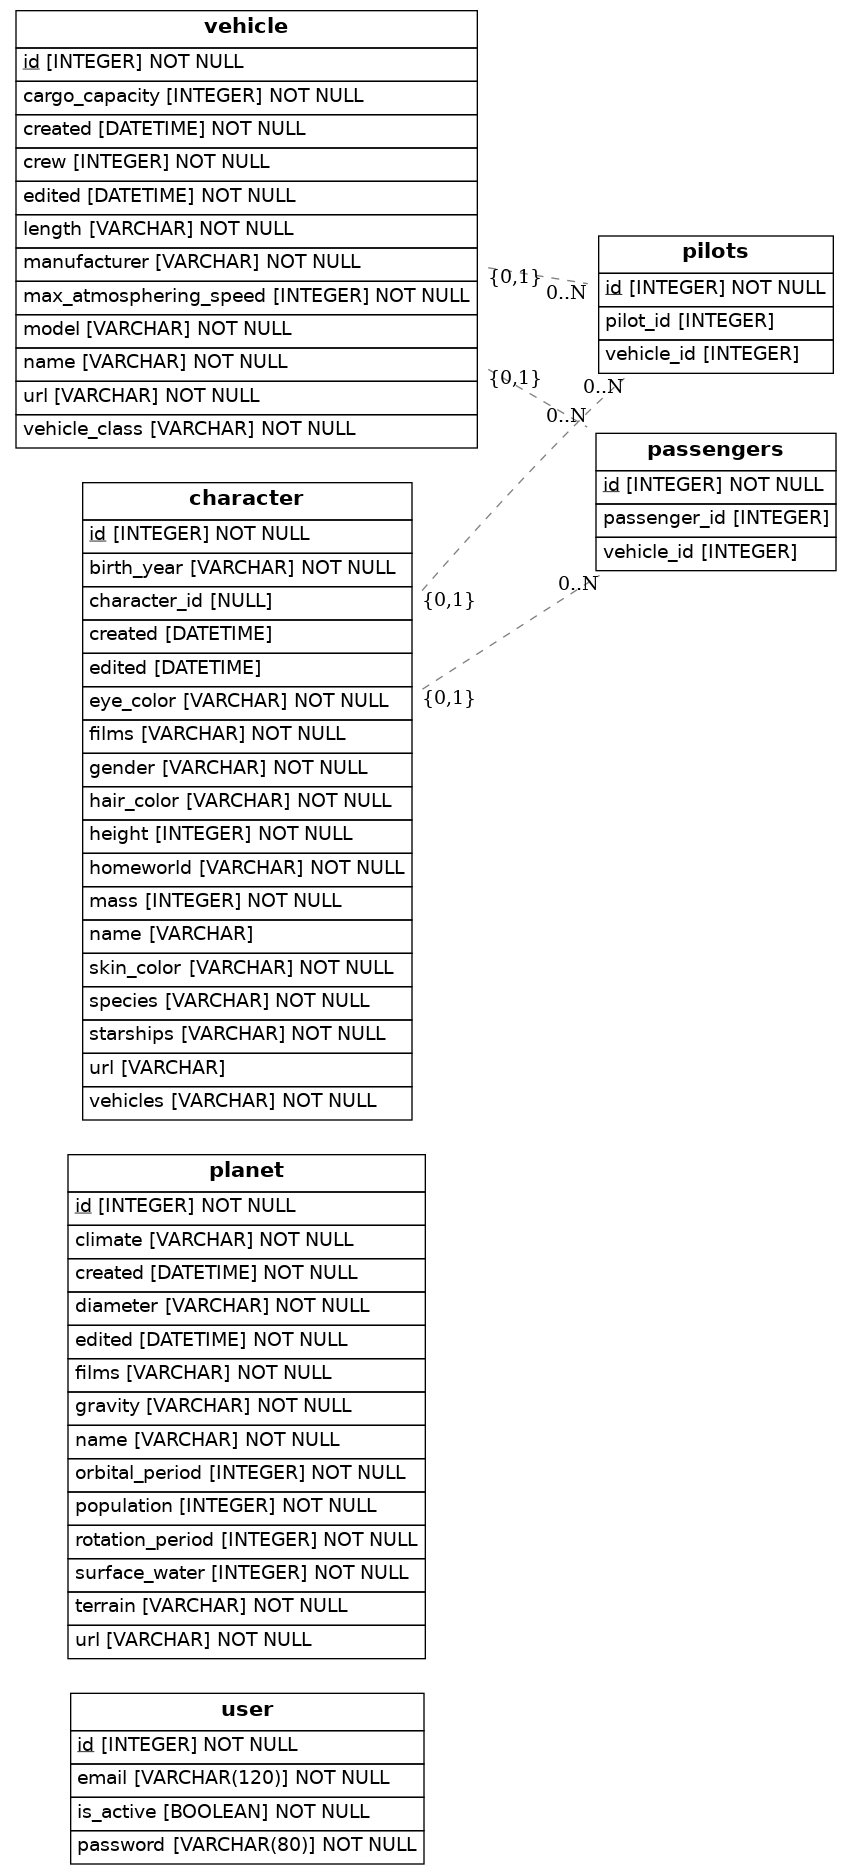 vehicle
id [INTEGER] NOT NULL
cargo_capacity [INTEGER] NOT NULL
created [DATETIME] NOT NULL
crew [INTEGER] NOT NULL
edited [DATETIME] NOT NULL
length [VARCHAR] NOT NULL
manufacturer [VARCHAR] NOT NULL
max_atmosphering_speed [INTEGER] NOT NULL
model [VARCHAR] NOT NULL
name [VARCHAR] NOT NULL
url [VARCHAR] NOT NULL
vehicle_class [VARCHAR] NOT NULL
{0,1}
0..N
{0,1}
0..N
pilots
id [INTEGER] NOT NULL
pilot_id [INTEGER]
vehicle_id [INTEGER]
0..N
passengers
id [INTEGER] NOT NULL
passenger_id [INTEGER]
vehicle_id [INTEGER]
0..N
character
id [INTEGER] NOT NULL
birth_year [VARCHAR] NOT NULL
character_id [NULL]
created [DATETIME]
edited [DATETIME]
eye_color [VARCHAR] NOT NULL
films [VARCHAR] NOT NULL
gender [VARCHAR] NOT NULL
hair_color [VARCHAR] NOT NULL
height [INTEGER] NOT NULL
homeworld [VARCHAR] NOT NULL
mass [INTEGER] NOT NULL
name [VARCHAR]
skin_color [VARCHAR] NOT NULL
species [VARCHAR] NOT NULL
starships [VARCHAR] NOT NULL
url [VARCHAR]
vehicles [VARCHAR] NOT NULL
{0,1}
{0,1}
planet
id [INTEGER] NOT NULL
climate [VARCHAR] NOT NULL
created [DATETIME] NOT NULL
diameter [VARCHAR] NOT NULL
edited [DATETIME] NOT NULL
films [VARCHAR] NOT NULL
gravity [VARCHAR] NOT NULL
name [VARCHAR] NOT NULL
orbital_period [INTEGER] NOT NULL
population [INTEGER] NOT NULL
rotation_period [INTEGER] NOT NULL
surface_water [INTEGER] NOT NULL
terrain [VARCHAR] NOT NULL
url [VARCHAR] NOT NULL
user
id [INTEGER] NOT NULL
email [VARCHAR(120)] NOT NULL
is_active [BOOLEAN] NOT NULL
password [VARCHAR(80)] NOT NULL